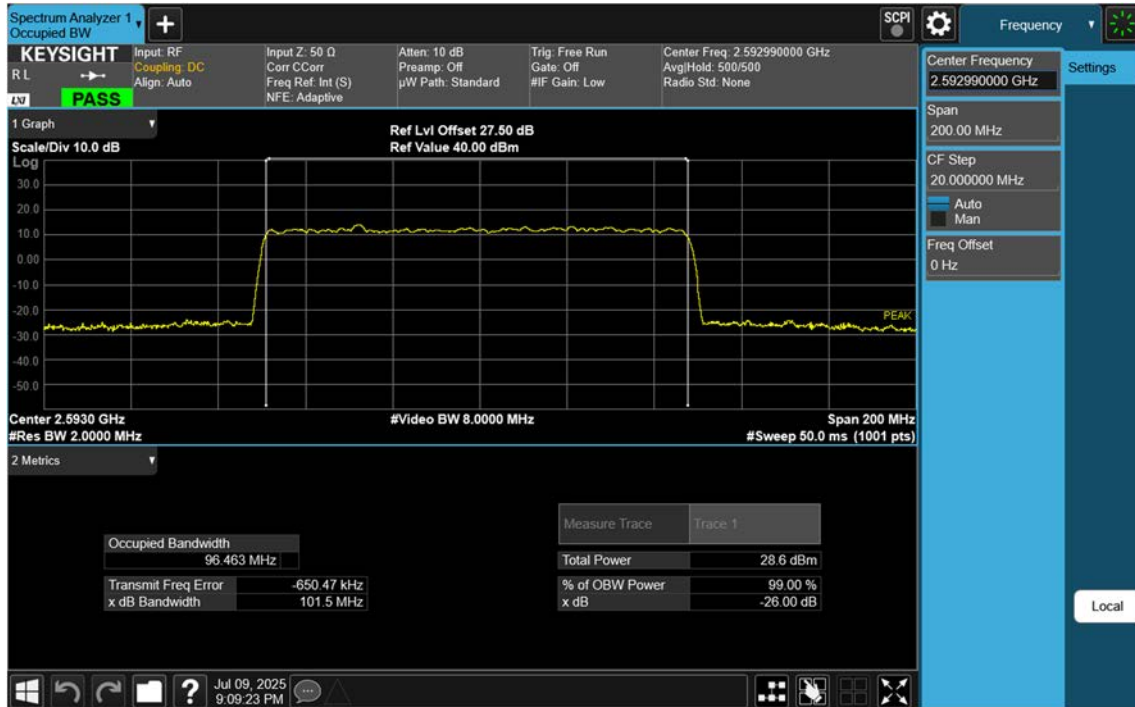 Spectrum Analyzer 1
Occupied BW
SCPI
Frequency
KEYSIGHT
R L
LXI
PASS
Input: RF
Coupling: DC
Align: Auto
Input Z: 50 Ω
Corr CCorr
Freq Ref: Int (S)
NFE: Adaptive
Atten: 10 dB
Preamp: Off
µW Path: Standard
Trig: Free Run
Gate: Off
#IF Gain: Low
Center Freq: 2.592990000 GHz
Avg|Hold: 500/500
Radio Std: None
Center Frequency
2.592990000 GHz
Settings
Span
200.00 MHz
CF Step
20.000000 MHz
Auto
Man
Freq Offset
0 Hz
Local
1 Graph
Scale/Div 10.0 dB
Ref Lvl Offset 27.50 dB
Ref Value 40.00 dBm
Log
30.0
20.0
10.0
0.00
-10.0
-20.0
-30.0
-40.0
-50.0
PEAK
Center 2.5930 GHz
#Video BW 8.0000 MHz
Span 200 MHz
#Res BW 2.0000 MHz
#Sweep 50.0 ms (1001 pts)
2 Metrics
Measure Trace
Trace 1
Occupied Bandwidth
96.463 MHz
Total Power
28.6 dBm
Transmit Freq Error
-650.47 kHz
% of OBW Power
99.00 %
x dB Bandwidth
101.5 MHz
x dB
-26.00 dB
?
Jul 09, 2025
9:09:23 PM